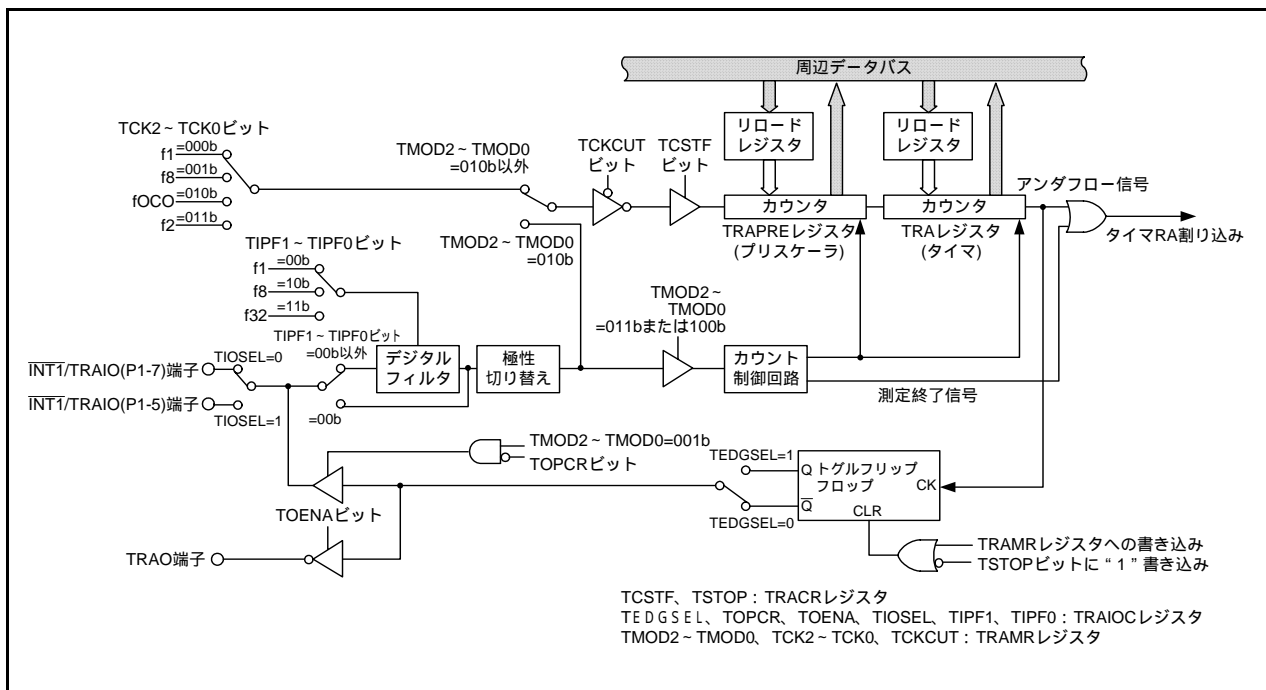 周辺データバス
リロード
レジスタ
リロード
レジスタ
TCK2~TCK0ビット
f1 =000b
f8 =001b
fOCO =010b
f2 =011b
TMOD2~TMOD0
=010b以外
TCKCUT
ビット
TCSTF
ビット
アンダフロー信号
カウンタ
カウンタ
TRAPREレジスタ
(プリスケーラ)
TRAレジスタ
(タイマ)
タイマRA割り込み
TMOD2~TMOD0
=010b
TIPF1~TIPF0ビット
f1 =00b
f8 =10b
f32 =11b
TMOD2~
TMOD0
=011bまたは100b
TIPF1~TIPF0ビット
=00b以外
TIOSEL=0
INT1/TRAIO(P1-7)端子
デジタル
フィルタ
極性
切り替え
カウント
制御回路
測定終了信号
INT1/TRAIO(P1-5)端子
TIOSEL=1
=00b
TMOD2~TMOD0=001b
TOPCRビット
TEDGSEL=1
Q トグルフリップ
フロップ
CK
Q
CLR
TEDGSEL=0
TOENAビット
TRAO端子
TRAMRレジスタへの書き込み
TSTOPビットに“1”書き込み
TCSTF、TSTOP:TRACRレジスタ
TEDGSEL、TOPCR、TOENA、TIOSEL、TIPF1、TIPF0:TRAIOCレジスタ
TMOD2~TMOD0、TCK2~TCK0、TCKCUT:TRAMRレジスタ